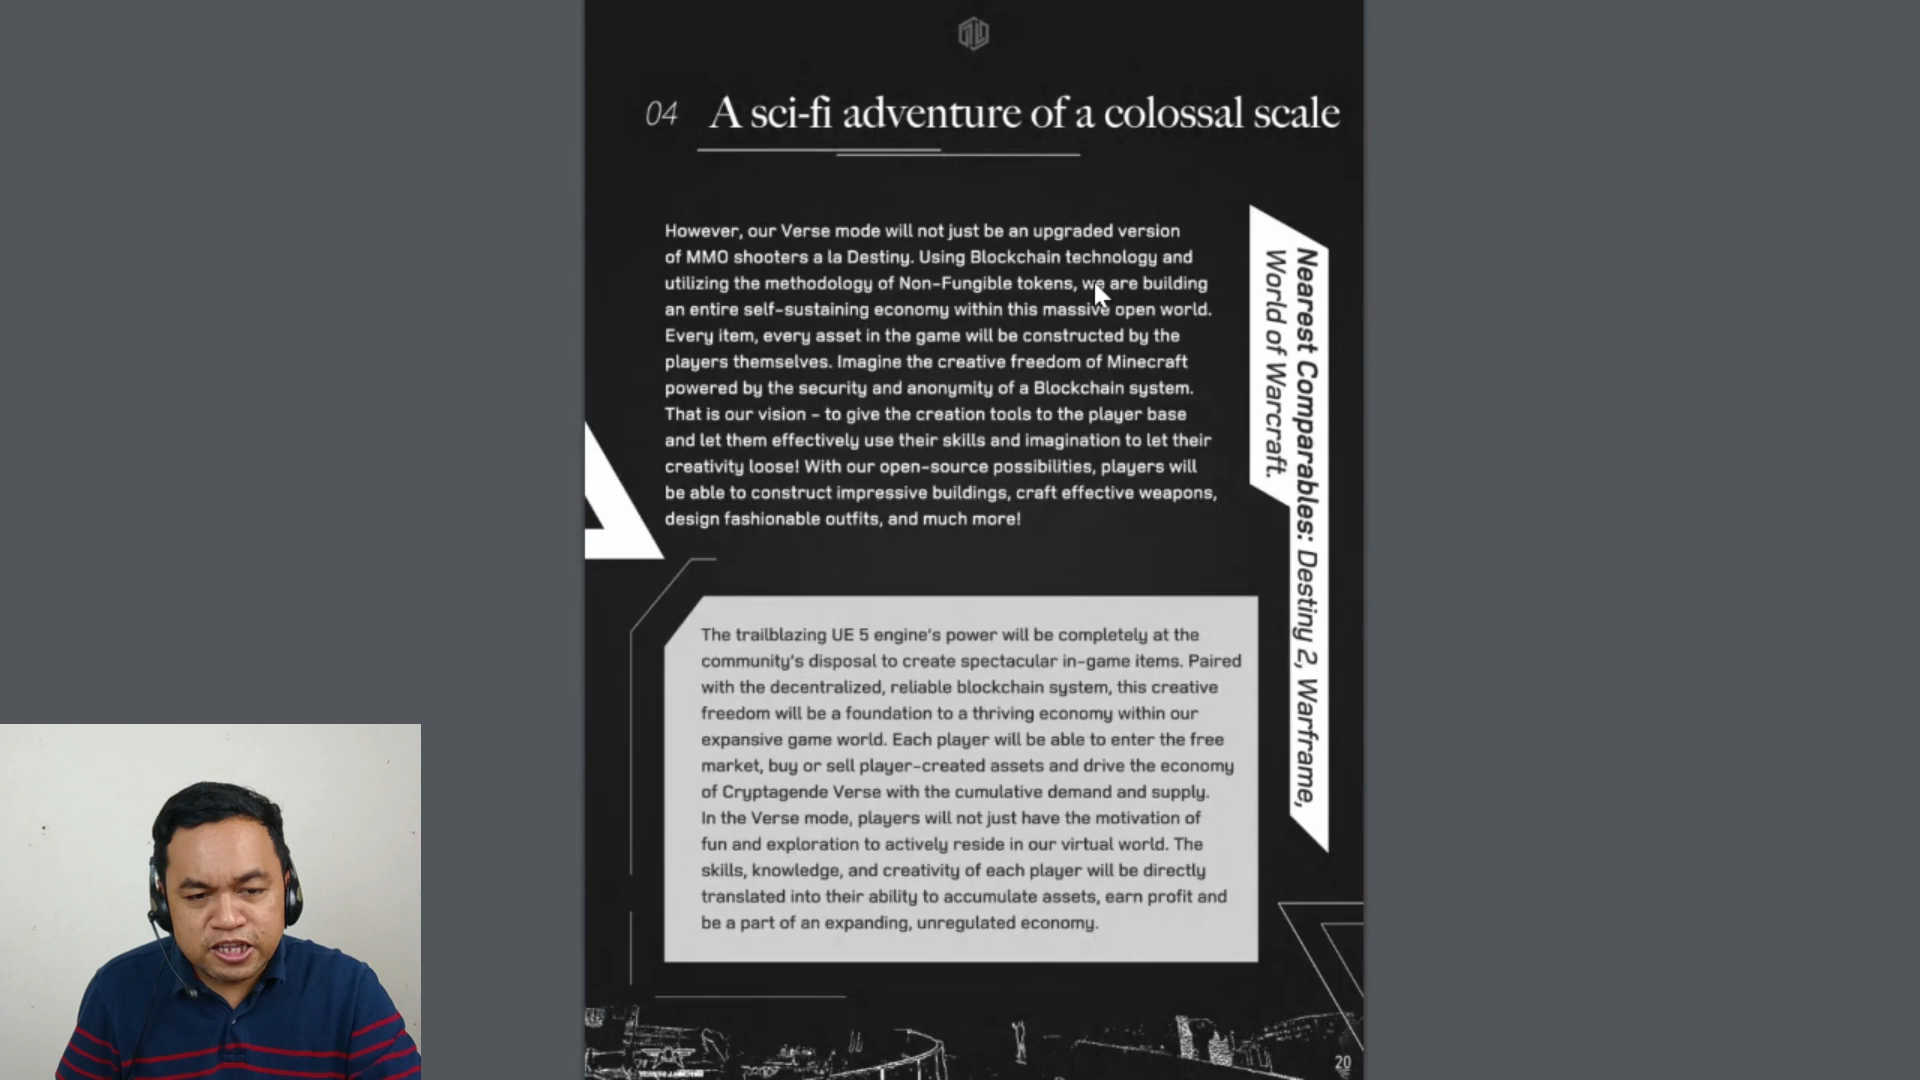 04 A sci-fi adventure of a colossal scale
However, our Verse mode will not just be an upgraded version
of MMO shooters a la Destiny. Using Blockchain technology and
utilizing the methodology of Non-Fungible tokens, we are building
an entire self-sustaining economy within this massive open world.
Every item, every asset in the game will be constructed by the
players themselves. Imagine the creative freedom of Minecraft
powered by the security and anonymity of a Blockchain system.
That is our vision - to give the creation tools to the player base
and let them effectively use their skills and imagination to let their
creativity loose! With our open-source possibilities, players will
be able to construct impressive buildings, craft effective weapons,
design fashionable outfits, and much more!
Nearest Comparables: Destiny 2, Warframe,
World of Warcraft.
The trailblazing UE 5 engine's power will be completely at the
community's disposal to create spectacular in-game items. Paired
with the decentralized, reliable blockchain system, this creative
freedom will be a foundation to a thriving economy within our
expansive game world. Each player will be able to enter the free
market, buy or sell player-created assets and drive the economy
of Cryptagende Verse with the cumulative demand and supply.
In the Verse mode, players will not just have the motivation of
fun and exploration to actively reside in our virtual world. The
skills, knowledge, and creativity of each player will be directly
translated into their ability to accumulate assets, earn profit and
be a part of an expanding, unregulated economy.
20